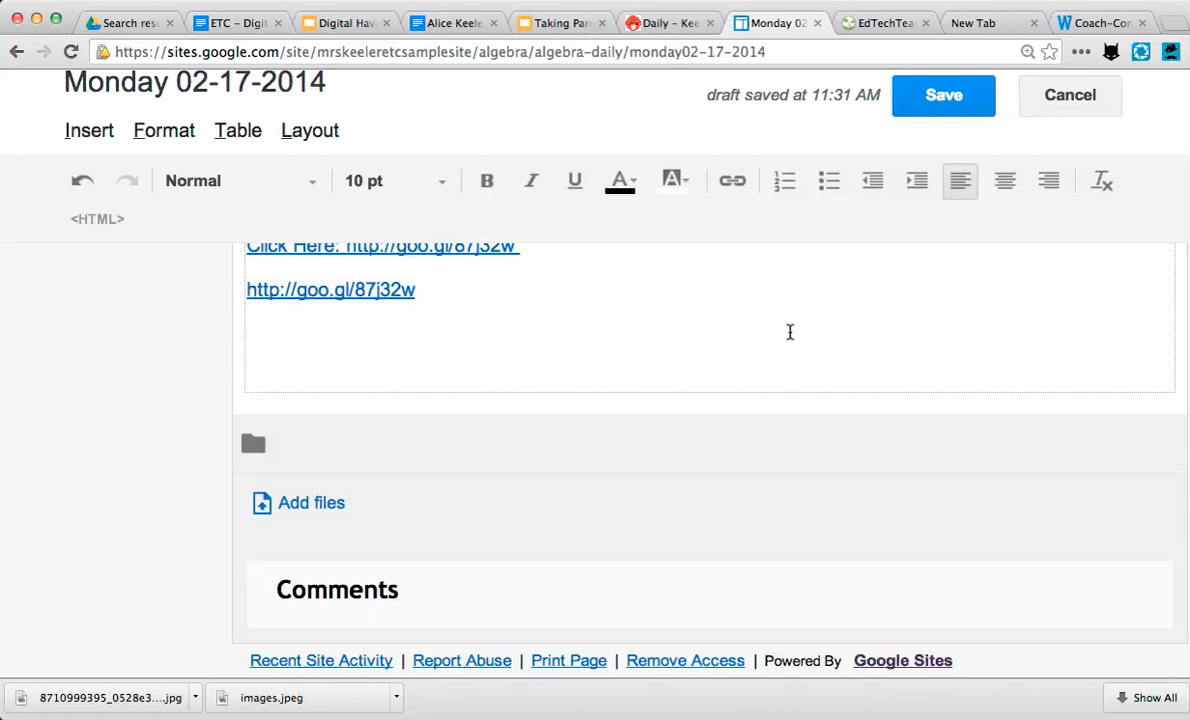 Search resu
ETC - Digit
Digital Hav
Alice Keele
Taking Par
Daily - Kee
Monday 02
EdTechTea
New Tab
Coach-Con
https://sites.google.com/site/mrskeeleretcsamplesite/algebra/algebra-daily/monday02-17-2014
Monday 02-17-2014
draft saved at 11:31 AM
Save
Cancel
Insert Format Table Layout
Normal 10 pt B I U A A
<HTML>
Click Here: http://goo.gl/87j32w
http://goo.gl/87j32w
Add files
Comments
Recent Site Activity | Report Abuse | Print Page | Remove Access | Powered By Google Sites
8710999395_0528e3....jpg
images.jpeg
Show All